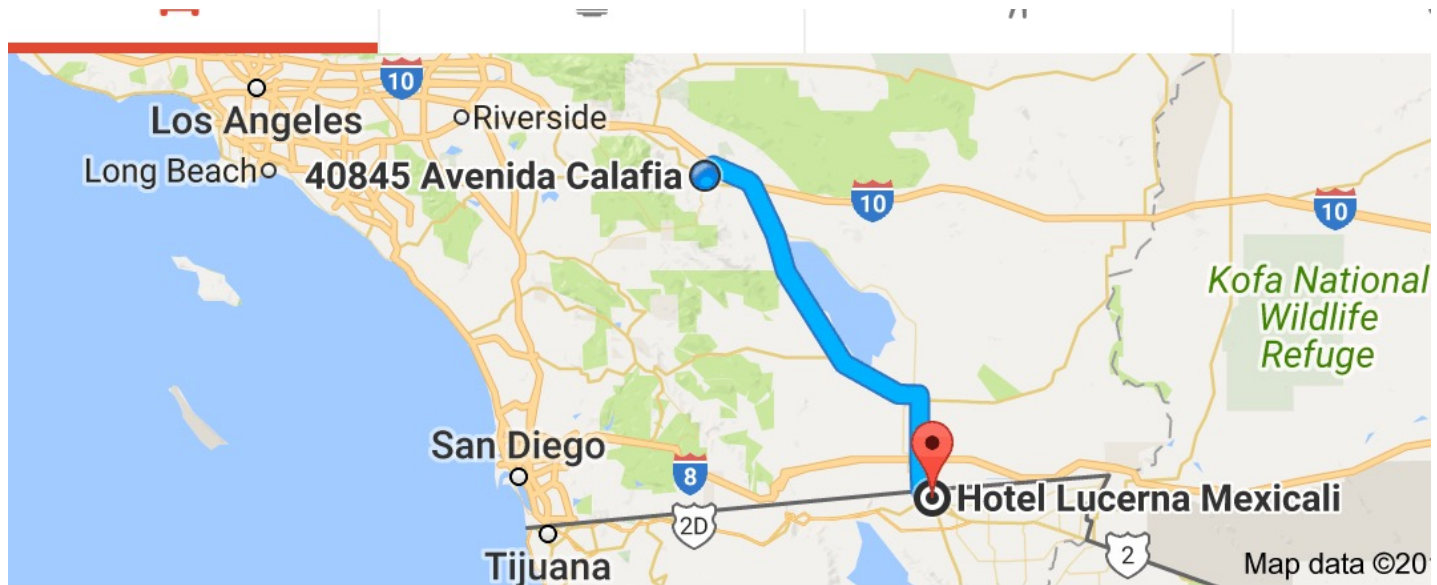 10
Los Angeles
Riverside
Long Beach
40845 Avenida Calafia
10
10
Kofa National
Wildlife
Refuge
San Diego
8
Hotel Lucerna Mexicali
2D
2
Tijuana
Map data ©20